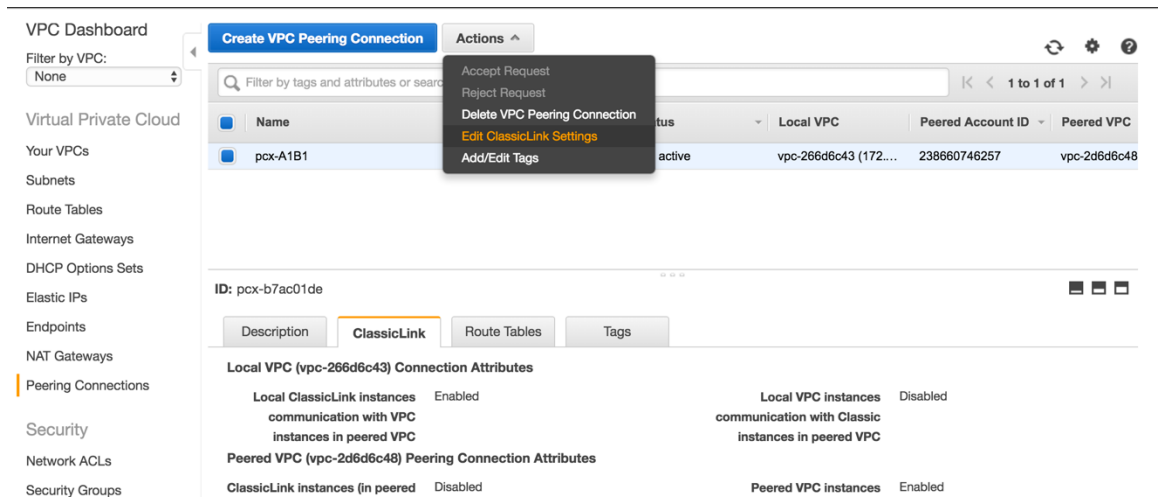 VPC Dashboard
Filter by VPC:
None
Virtual Private Cloud
Your VPCs
Subnets
Route Tables
Internet Gateways
DHCP Options Sets
Elastic IPs
Endpoints
NAT Gateways
Peering Connections
Security
Network ACLs
Security Groups
Create VPC Peering Connection Actions
Filter by tags and attributes or searc 1 to 1 of 1
Accept Request
Reject Request
Delete VPC Peering Connection
Edit ClassicLink Settings
Add/Edit Tags
Name tus Local VPC Peered Account ID Peered VPC
pcx-A1B1 active vpc-266d6c43 (172.... 238660746257 vpc-2d6d6c48
ID: pcx-b7ac01de
Description ClassicLink Route Tables Tags
Local VPC (vpc-266d6c43) Connection Attributes
Local ClassicLink instances Enabled Local VPC instances Disabled
communication with VPC communication with Classic
instances in peered VPC instances in peered VPC
Peered VPC (vpc-2d6d6c48) Peering Connection Attributes
ClassicLink instances (in peered Disabled Peered VPC instances Enabled